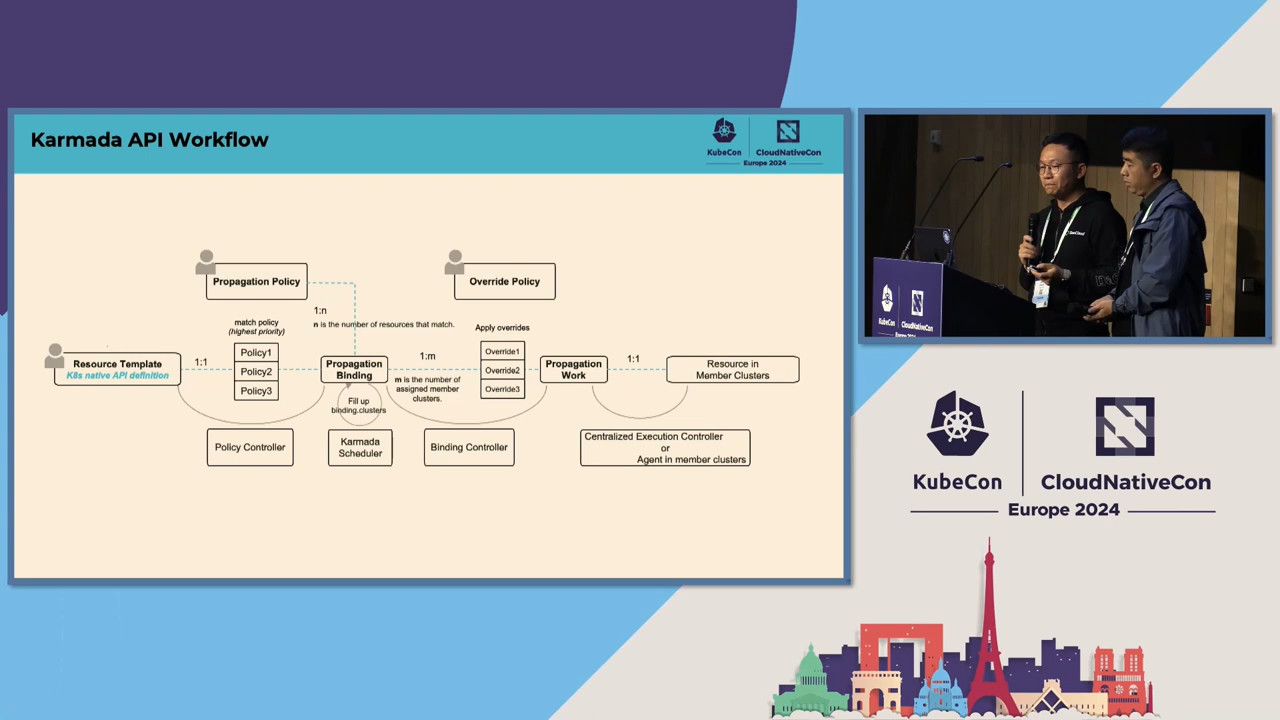 Karmada API Workflow
KubeCon
CloudNativeCon
Europe 2024
Propagation Policy
Override Policy
1:n
n is the number of resources that match.
match policy
(highest priority)
Apply overrides
Resource Template
K8s native API definition
1:1
Policy1
Policy2
Policy3
Propagation
Binding
1:m
m is the number of
assigned member
clusters.
Override1
Override2
Override3
Propagation
Work
1:1
Resource in
Member Clusters
Fill up
binding.clusters
Policy Controller
Karmada
Scheduler
Binding Controller
Centralized Execution Controller
or
Agent in member clusters
KubeCon
CloudNativeCon
KubeCon
CloudNativeCon
Europe 2024